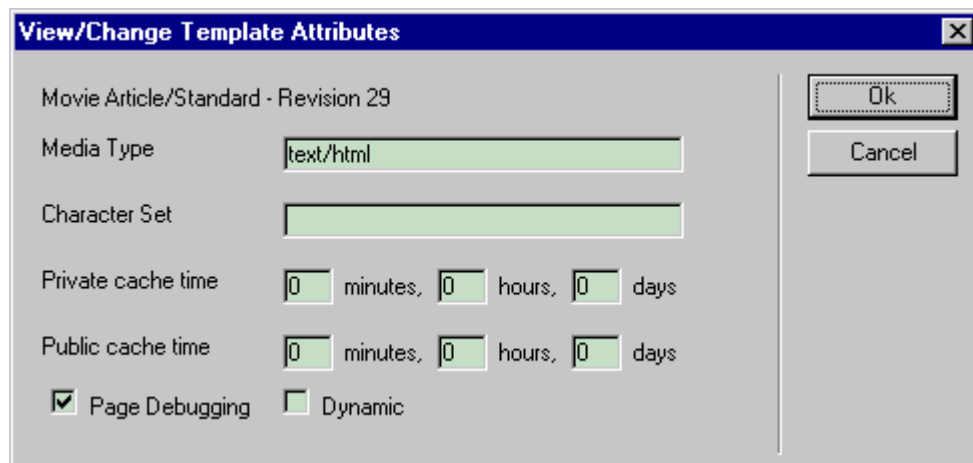 View/Change Template Attributes
Movie Article/Standard - Revision 29
Ok
Media Type text/html
Cancel
Character Set
Private cache time 0 minutes, 0 hours, 0 days
Public cache time 0 minutes, 0 hours, 0 days
Page Debugging Dynamic